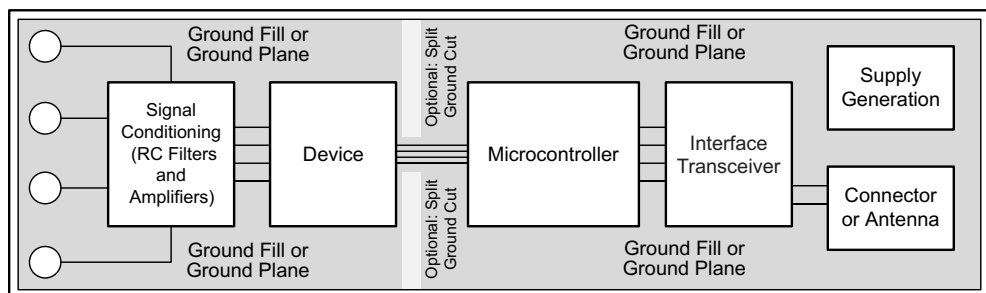 Ground Fill or
Ground Plane
Optional: Split
Ground Cut
Ground Fill or
Ground Plane
Signal
Conditioning
(RC Filters
and
Amplifiers)
Device
Microcontroller
Interface
Transceiver
Supply
Generation
Connector
or Antenna
Ground Fill or
Ground Plane
Optional: Split
Ground Cut
Ground Fill or
Ground Plane